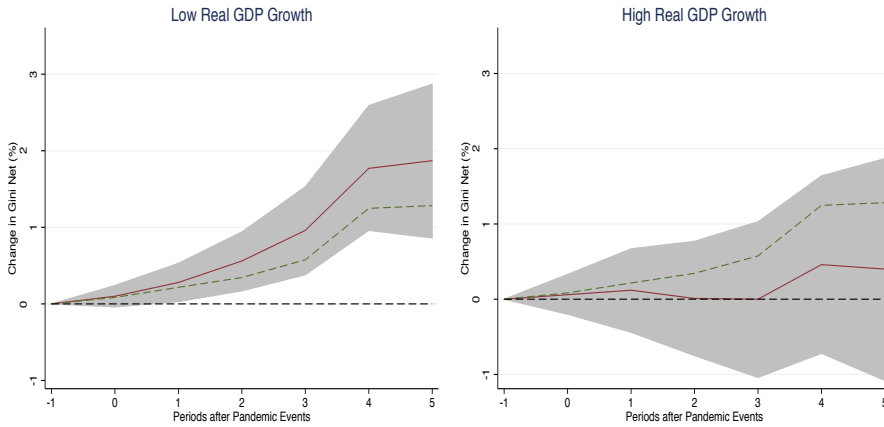 Low Real GDP Growth
Change in Gini Net (%)
3
2
1
0
-1
-1 0 1 2 3 4 5
Periods after Pandemic Events
High Real GDP Growth
Change in Gini Net (%)
3
2
1
0
-1
-1 0 1 2 3 4 5
Periods after Pandemic Events